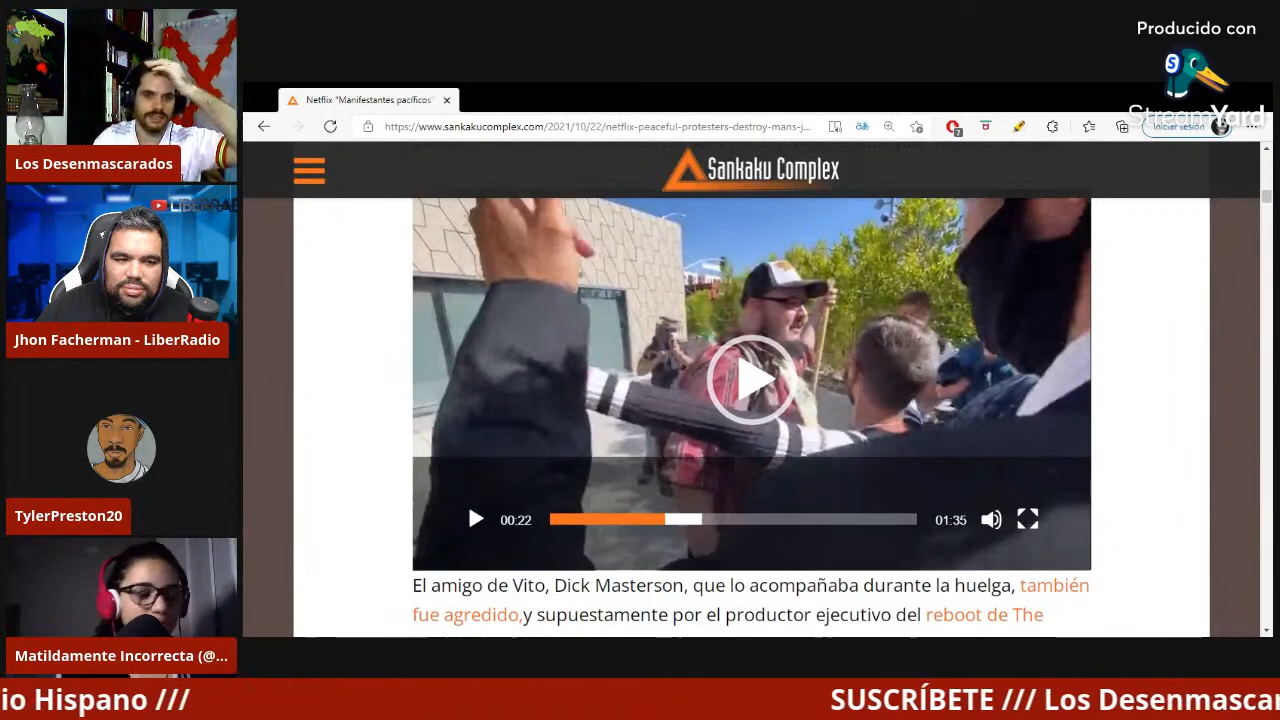 Producido con
StreamYard
Los Desenmascarados
Jhon Facherman - LiberRadio
TylerPreston20
Matildamente Incorrecta (@...
Netflix "Manifestantes pacíficos"
https://www.sankakucomplex.com/2021/10/22/netflix-peaceful-protesters-destroy-mans-j...
7
Iniciar sesión
Sankaku Complex
00:22
01:35
El amigo de Vito, Dick Masterson, que lo acompañaba durante la huelga, también
fue agredido,y supuestamente por el productor ejecutivo del reboot de The
io Hispano /// SUSCRÍBETE /// Los Desenmascar